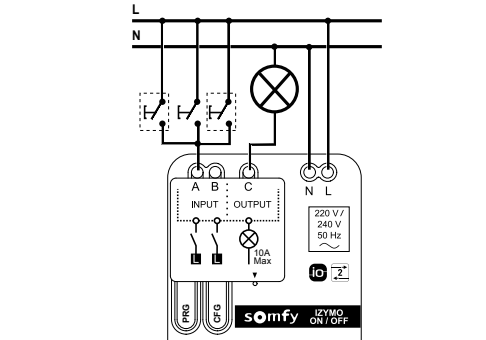 L
N
A B C
N L
INPUT OUTPUT
220 V /
240 V
50 Hz
L L
10A
Max
io 2
PRG CFG
somfy
IZYMO
ON / OFF